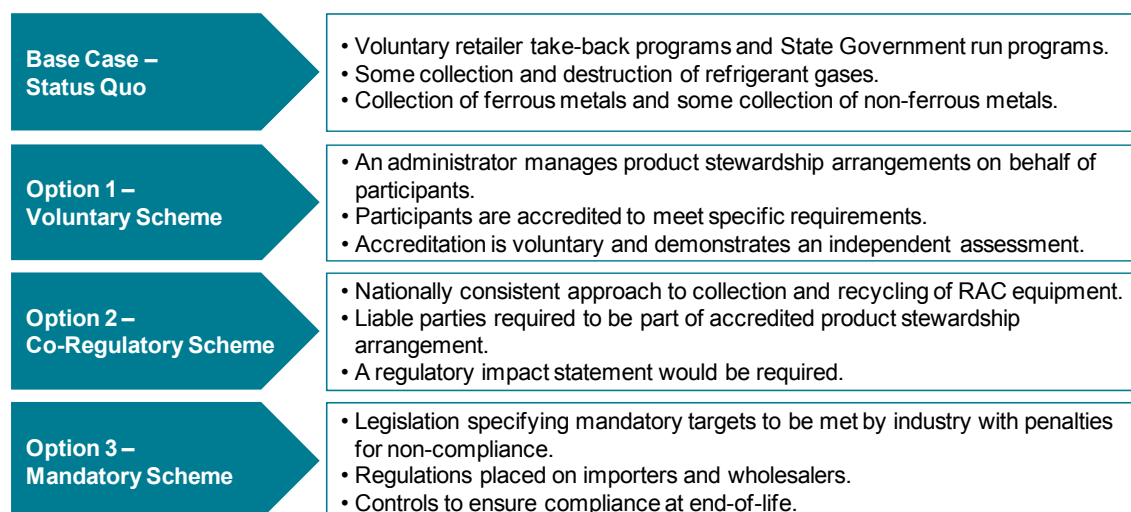 Base Case –
Status Quo
• Voluntary retailer take-back programs and State Government run programs.
• Some collection and destruction of refrigerant gases.
• Collection of ferrous metals and some collection of non-ferrous metals.
Option 1 –
Voluntary Scheme
• An administrator manages product stewardship arrangements on behalf of
participants.
• Participants are accredited to meet specific requirements.
• Accreditation is voluntary and demonstrates an independent assessment.
Option 2 –
Co-Regulatory Scheme
• Nationally consistent approach to collection and recycling of RAC equipment.
• Liable parties required to be part of accredited product stewardship
arrangement.
• A regulatory impact statement would be required.
Option 3 –
Mandatory Scheme
• Legislation specifying mandatory targets to be met by industry with penalties
for non-compliance.
• Regulations placed on importers and wholesalers.
• Controls to ensure compliance at end-of-life.